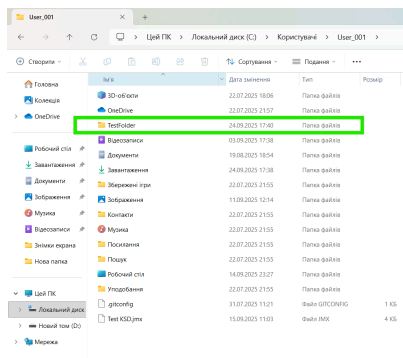 User_001
Цей ПК > Локальний диск (C:) > Користувачі > User_001 >
Створити
Сортування
Подання
Ім'я Дата змінення Тип Розмір
Головна
Колекція
OneDrive
Робочий стіл
Завантаження
Документи
Зображення
Музика
Відеозаписи
Знімки екрана
Нова папка
Цей ПК
Локальний диск
Новий том (D:)
Мережа
3D-об'єкти 22.07.2025 18:06 Папка файлів
OneDrive 22.07.2025 21:57 Папка файлів
TestFolder 24.09.2025 17:40 Папка файлів
Відеозаписи 03.09.2025 17:38 Папка файлів
Документи 19.08.2025 18:54 Папка файлів
Завантаження 24.09.2025 17:38 Папка файлів
Збережені ігри 22.07.2025 21:55 Папка файлів
Зображення 11.09.2025 12:14 Папка файлів
Контакти 22.07.2025 21:55 Папка файлів
Музика 22.07.2025 21:55 Папка файлів
Посилання 22.07.2025 21:55 Папка файлів
Пошук 22.07.2025 21:55 Папка файлів
Робочий стіл 14.09.2025 23:27 Папка файлів
Уподобання 22.07.2025 21:55 Папка файлів
.gitconfig 31.07.2025 11:21 Файл GITCONFIG 1 КБ
Test KSD.jmx 15.09.2025 11:03 Файл JMX 4 КБ